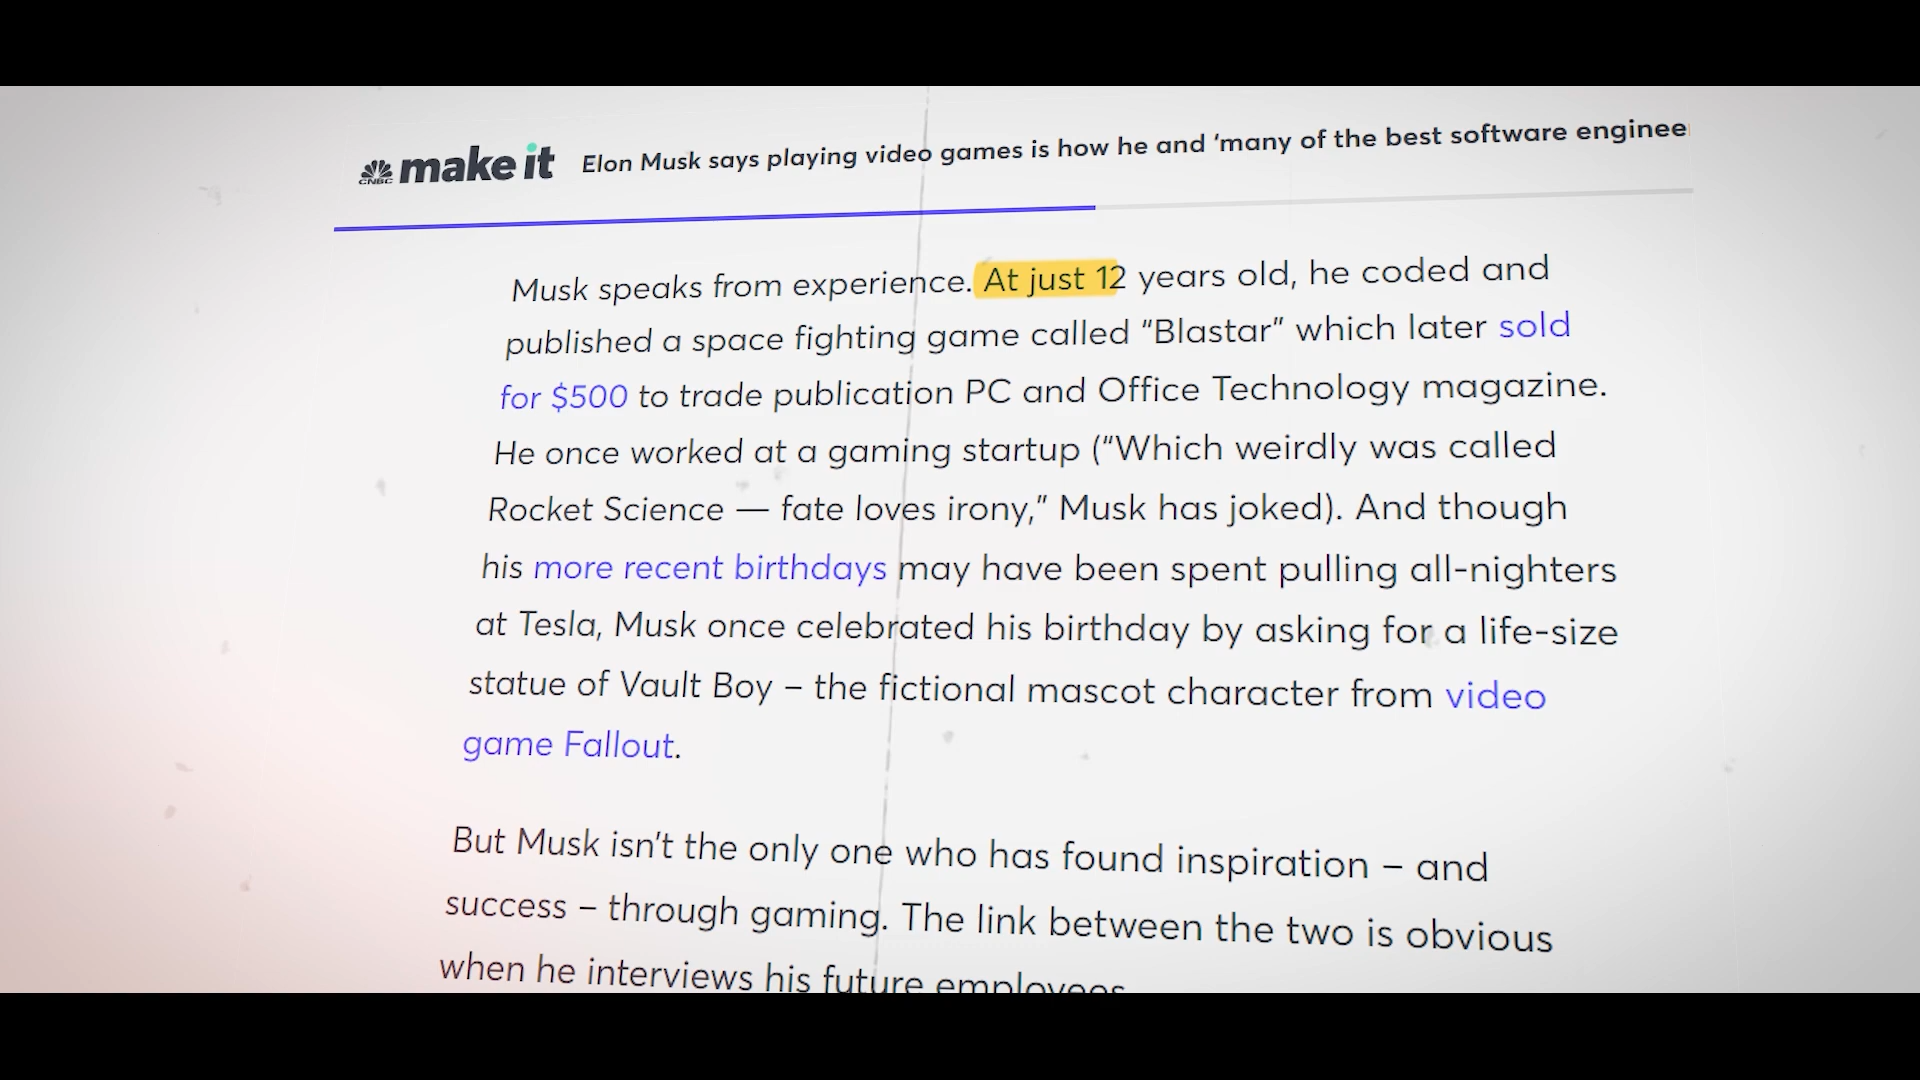 CNBC make it Elon Musk says playing video games is how he and ‘many of the best software enginee
Musk speaks from experience. At just 12 years old, he coded and
published a space fighting game called “Blastar” which later sold
for $500 to trade publication PC and Office Technology magazine.
He once worked at a gaming startup (“Which weirdly was called
Rocket Science — fate loves irony,” Musk has joked). And though
his more recent birthdays may have been spent pulling all-nighters
at Tesla, Musk once celebrated his birthday by asking for a life-size
statue of Vault Boy – the fictional mascot character from video
game Fallout.
But Musk isn’t the only one who has found inspiration – and
success – through gaming. The link between the two is obvious
when he interviews his future employees